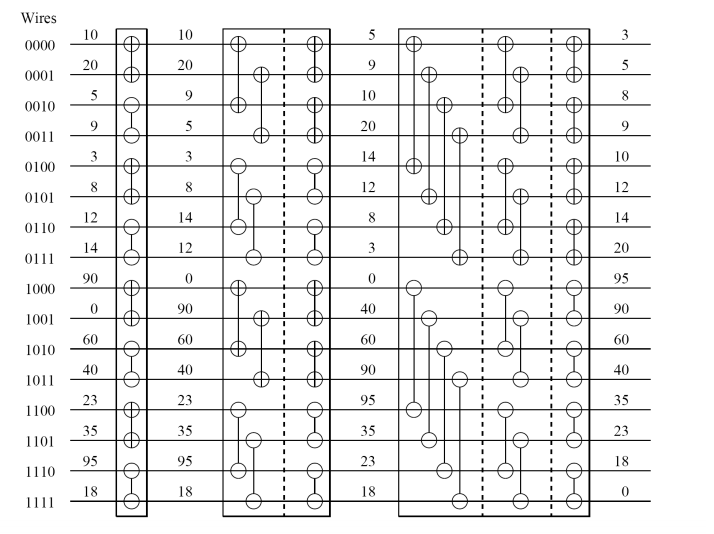 Wires
0000 10 10 5 3
0001 20 20 9 5
0010 5 9 10 8
0011 9 5 20 9
0100 3 3 14 10
0101 8 8 12 12
0110 12 14 8 14
0111 14 12 3 20
1000 90 0 0 95
1001 0 90 40 90
1010 60 60 60 60
1011 40 40 90 40
1100 23 23 95 35
1101 35 35 35 23
1110 95 95 23 18
1111 18 18 18 0